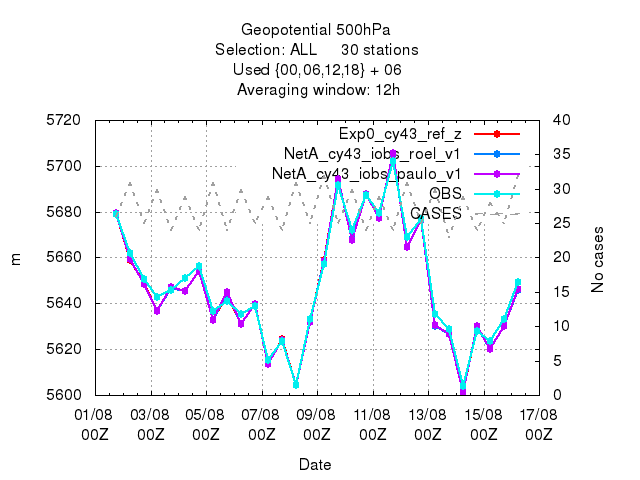 Geopotential 500hPa
Selection: ALL 30 stations
Used {00,06,12,18} + 06
Averaging window: 12h
5720
5700
5680
5660
5640
5620
5600
m
40
35
30
25
20
15
10
5
0
No cases
Exp0_cy43_ref_z
NetA_cy43_iobs_roel_v1
NetA_cy43_iobs_paulo_v1
OBS
CASES
01/08 03/08 05/08 07/08 09/08 11/08 13/08 15/08 17/08
00Z 00Z 00Z 00Z 00Z 00Z 00Z 00Z 00Z
Date